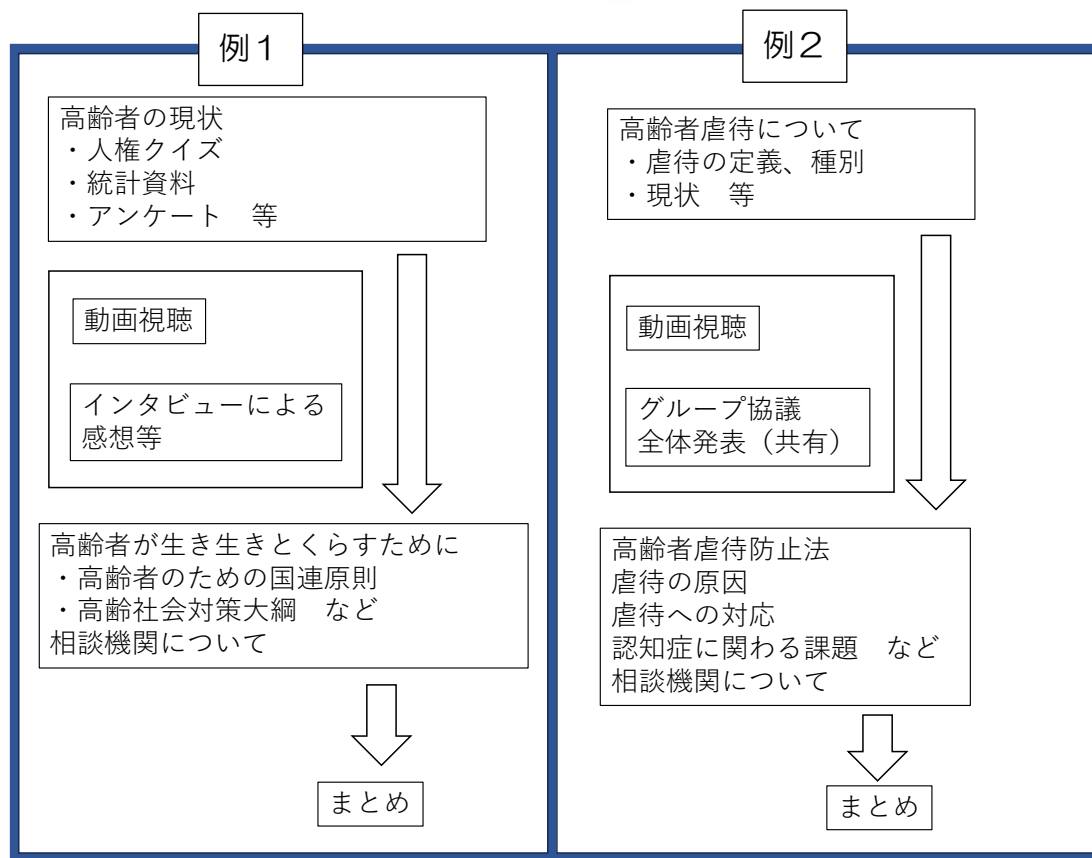 例1
高齢者の現状
・人権クイズ
・統計資料
・アンケート　等
動画視聴
インタビューによる
感想等
高齢者が生き生きとくらすために
・高齢者のための国連原則
・高齢社会対策大綱　など
相談機関について
まとめ
例２
高齢者虐待について
・虐待の定義、種別
・現状　等
動画視聴
グループ協議
全体発表（共有）
高齢者虐待防止法
虐待の原因
虐待への対応
認知症に関わる課題　など
相談機関について
まとめ